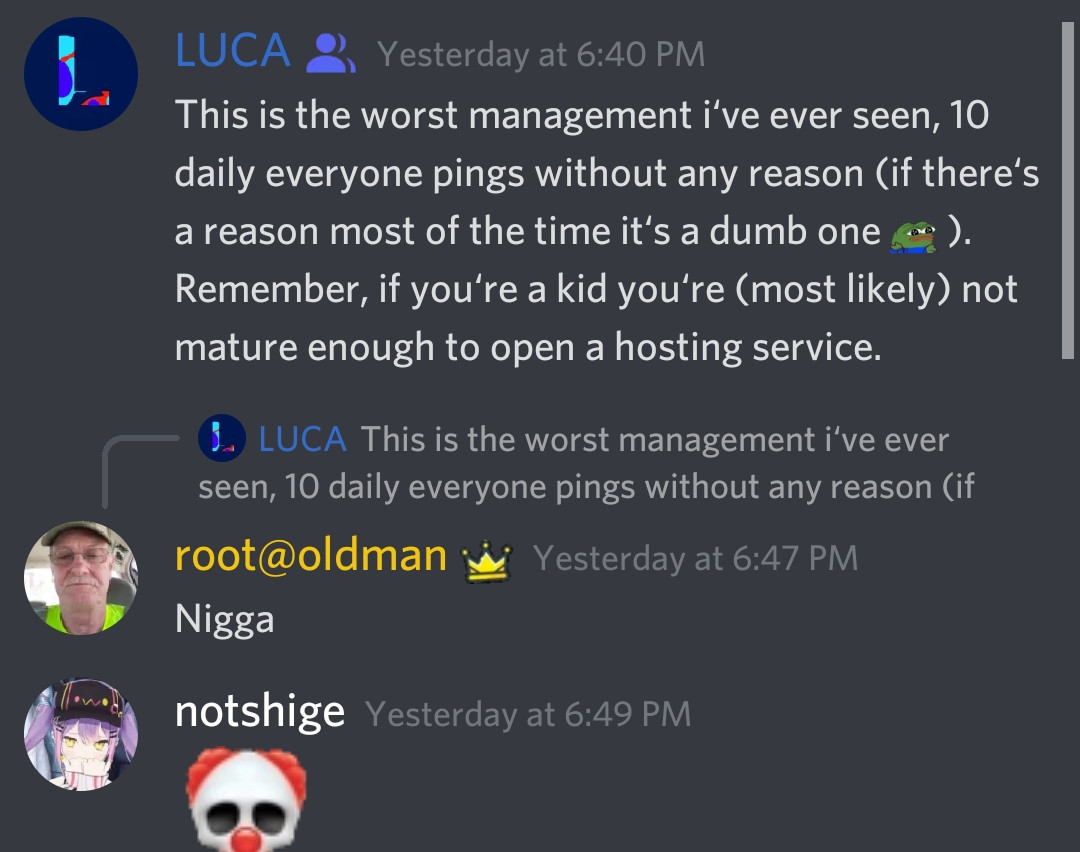 LUCA Yesterday at 6:40 PM
This is the worst management i‘ve ever seen, 10
daily everyone pings without any reason (if there‘s
a reason most of the time it‘s a dumb one ).
Remember, if you‘re a kid you‘re (most likely) not
mature enough to open a hosting service.
LUCA This is the worst management i‘ve ever
seen, 10 daily everyone pings without any reason (if
root@oldman Yesterday at 6:47 PM
Nigga
notshige Yesterday at 6:49 PM